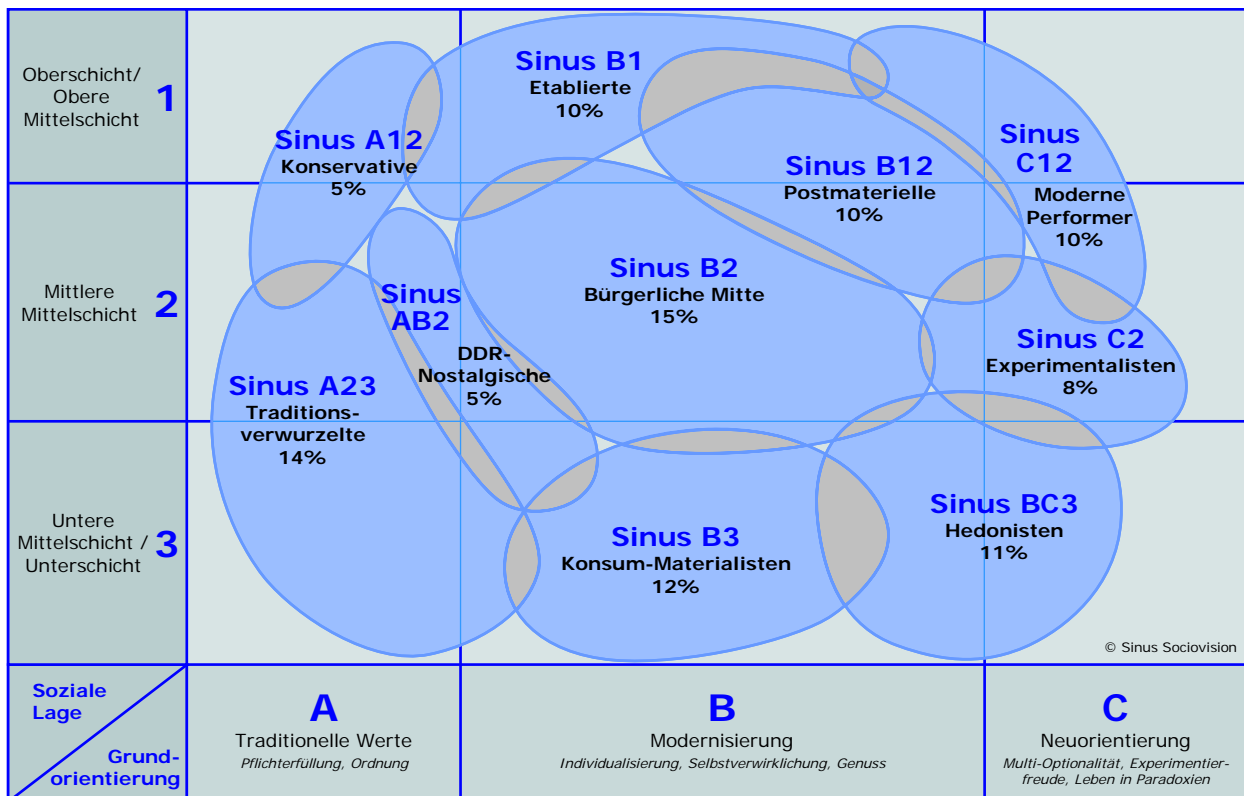 Oberschicht/
Obere
Mittelschicht
1
Sinus B1
Etablierte
10%
Sinus A12
Konservative
5%
Sinus B12
Postmaterielle
10%
Sinus
C12
Moderne
Performer
10%
Mittlere
Mittelschicht
2
Sinus
AB2
DDR-
Nostalgische
5%
Sinus B2
Bürgerliche Mitte
15%
Sinus C2
Experimentalisten
8%
Sinus A23
Traditions-
verwurzelte
14%
Untere
Mittelschicht /
Unterschicht
3
Sinus B3
Konsum-Materialisten
12%
Sinus BC3
Hedonisten
11%
© Sinus Sociovision
Soziale
Lage
Grund-
orientierung
A
Traditionelle Werte
Pflichterfüllung, Ordnung
B
Modernisierung
Individualisierung, Selbstverwirklichung, Genuss
C
Neuorientierung
Multi-Optionalität, Experimentier-
freude, Leben in Paradoxien